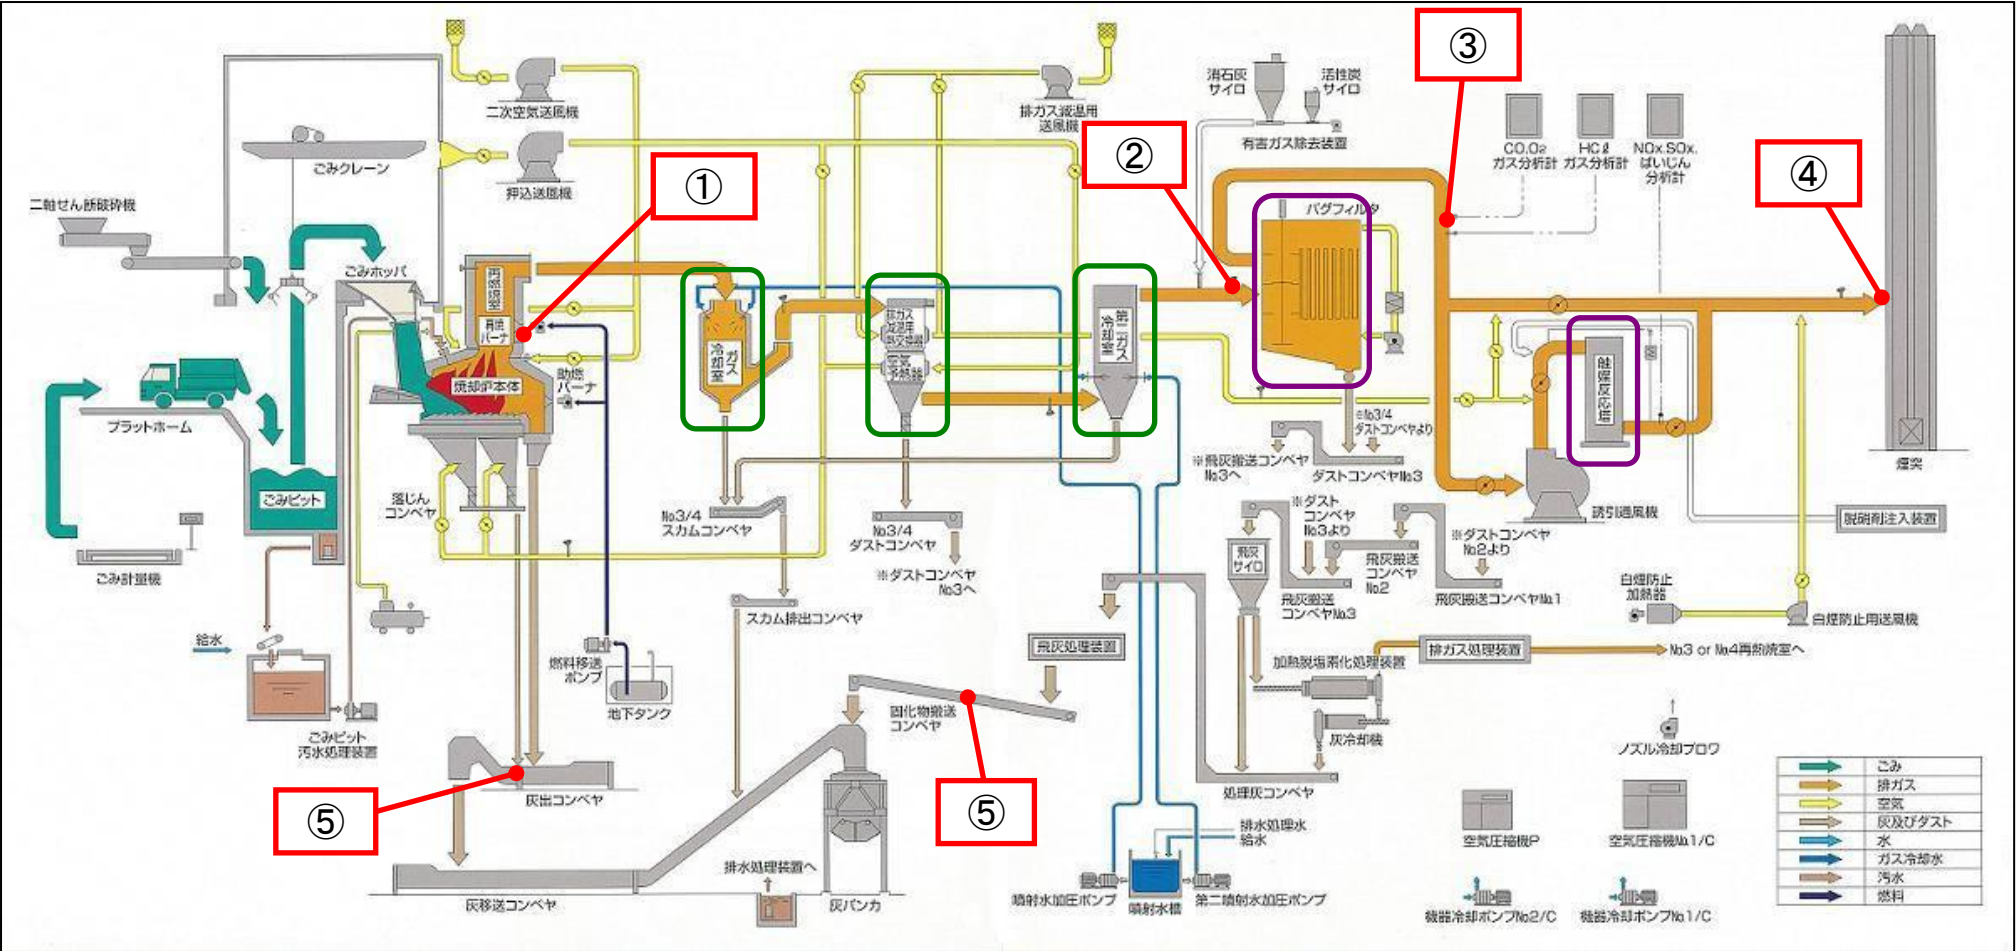 ①
②
③
④
⑤
⑤
二次空気送風機
押込送風機
排ガス減温用
送風機
消石灰
サイロ
活性炭
サイロ
有害ガス除去装置
CO,O₂
ガス分析計
HCℓ
ガス分析計
NOx.SOx.
ばいじん
分析計
ごみクレーン
二軸せん断破砕機
ごみホッパ
再燃焼室
再燃
バーナ
助燃
バーナ
焼却炉本体
ガス冷却室
排ガス
減温用
熱交換器
空気
予熱器
第二ガス冷却室
バグフィルタ
触媒反応塔
煙突
プラットホーム
ごみピット
ごみ計量機
落じん
コンベヤ
No3/4
スカムコンベヤ
No3/4
ダストコンベヤ
※ダストコンベヤ
No3へ
※飛灰搬送コンベヤ
No3へ
※No3/4
ダストコンベヤより
ダストコンベヤNo3
※ダスト
コンベヤ
No3より
飛灰
サイロ
飛灰搬送
コンベヤNo3
飛灰搬送
コンベヤ
No2
※ダストコンベヤ
No2より
飛灰搬送コンベヤNo1
誘引通風機
脱硝剤注入装置
白煙防止
加熱器
白煙防止用送風機
給水
ごみピット
汚水処理装置
燃料移送
ポンプ
地下タンク
スカム排出コンベヤ
飛灰処理装置
固化物搬送
コンベヤ
加熱脱塩素化処理装置
排ガス処理装置
No3 or No4再燃焼室へ
灰冷却機
処理灰コンベヤ
ノズル冷却ブロワ
灰出コンベヤ
灰移送コンベヤ
排水処理装置へ
灰バンカ
排水処理水
給水
噴射水加圧ポンプ
噴射水槽
第二噴射水加圧ポンプ
空気圧縮機P
空気圧縮機No1/C
機器冷却ポンプNo2/C
機器冷却ポンプNo1/C
ごみ
排ガス
空気
灰及びダスト
水
ガス冷却水
汚水
燃料